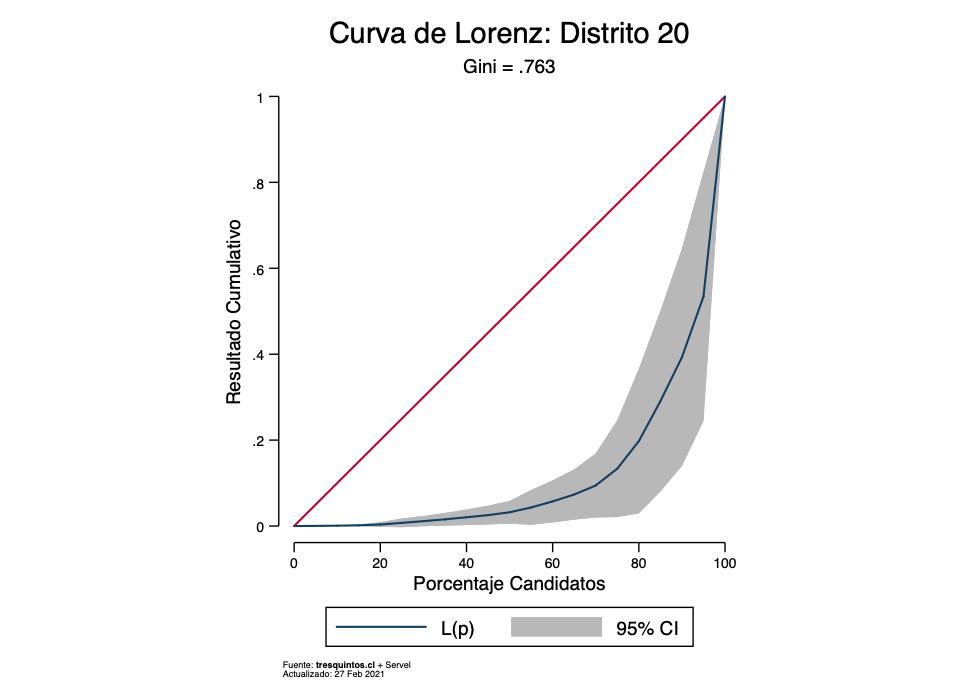 Curva de Lorenz: Distrito 20
Gini = .763
1
.8
.6
.4
.2
0
Resultado Cumulativo
0 20 40 60 80 100
Porcentaje Candidatos
L(p) 95% CI
Fuente: tresquintos.cl + Servel
Actualizado: 27 Feb 2021